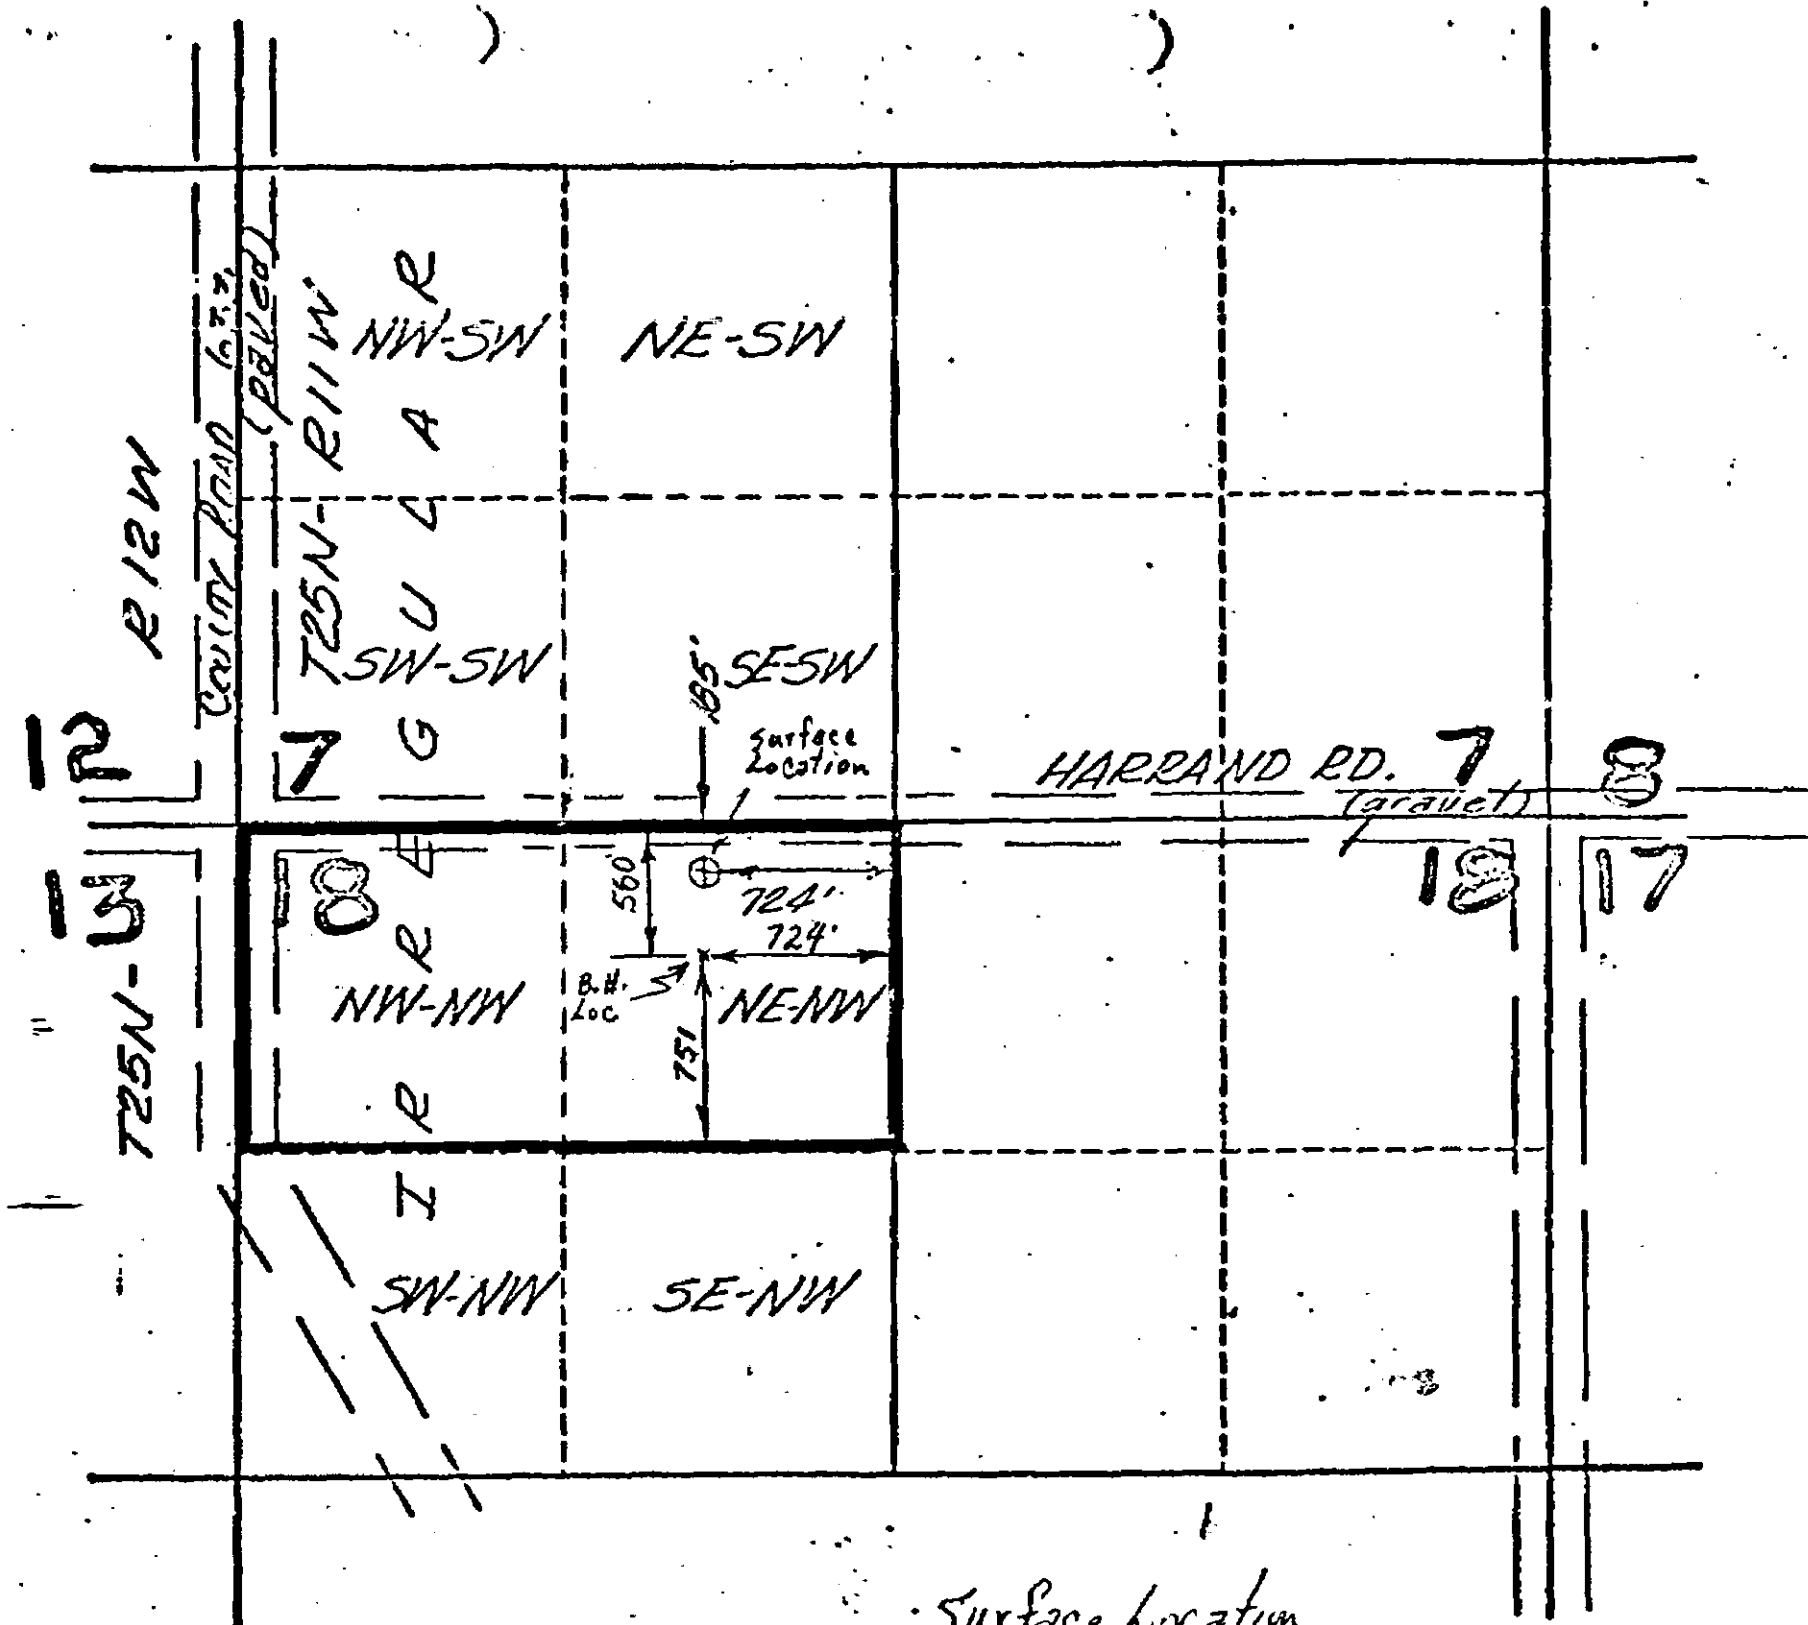 R 12 W
COUNTY ROAD
(paved)
T25N-R11W
IRREGULAR
NW-SW
NE-SW
SW-SW
SE-SW
185'
Surface
Location
12
7
HARRAND RD.
(gravel)
7
8
13
18
18
17
560'
724'
724'
B.H.
Loc
751
NW-NW
NE-NW
T25N-
SW-NW
SE-NW
Surface Location